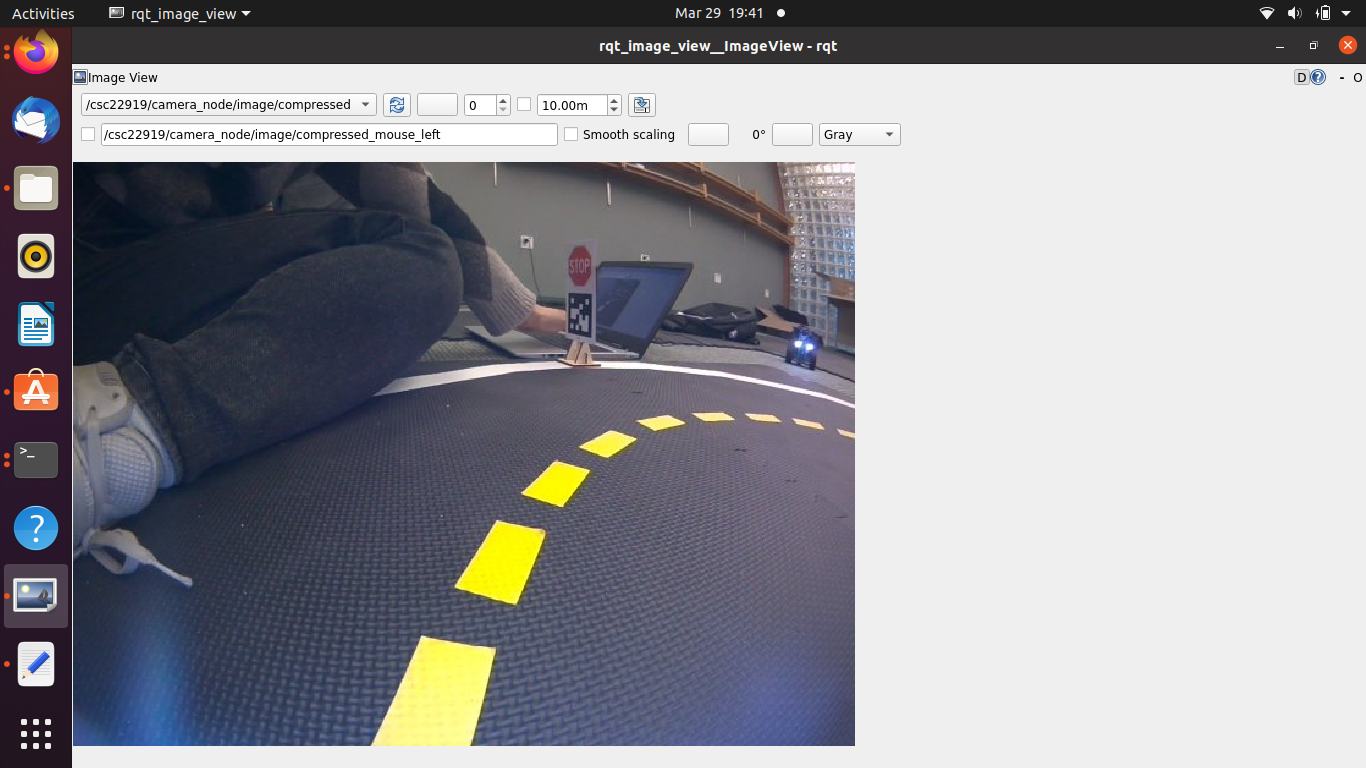 Activities
rqt_image_view
Mar 29 19:41
rqt_image_view__ImageView - rqt
Image View
D
?
- O
/csc22919/camera_node/image/compressed
0
10.00m
/csc22919/camera_node/image/compressed_mouse_left
Smooth scaling
0°
Gray
STOP
>_
?